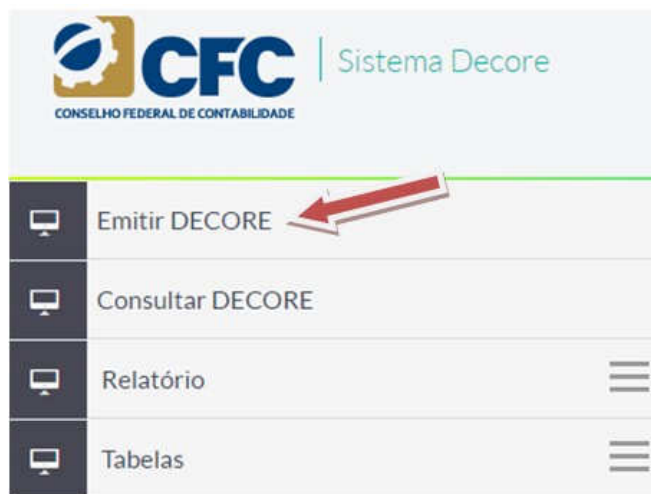 CFC
CONSELHO FEDERAL DE CONTABILIDADE
Sistema Decore
Emitir DECORE
Consultar DECORE
Relatório
Tabelas